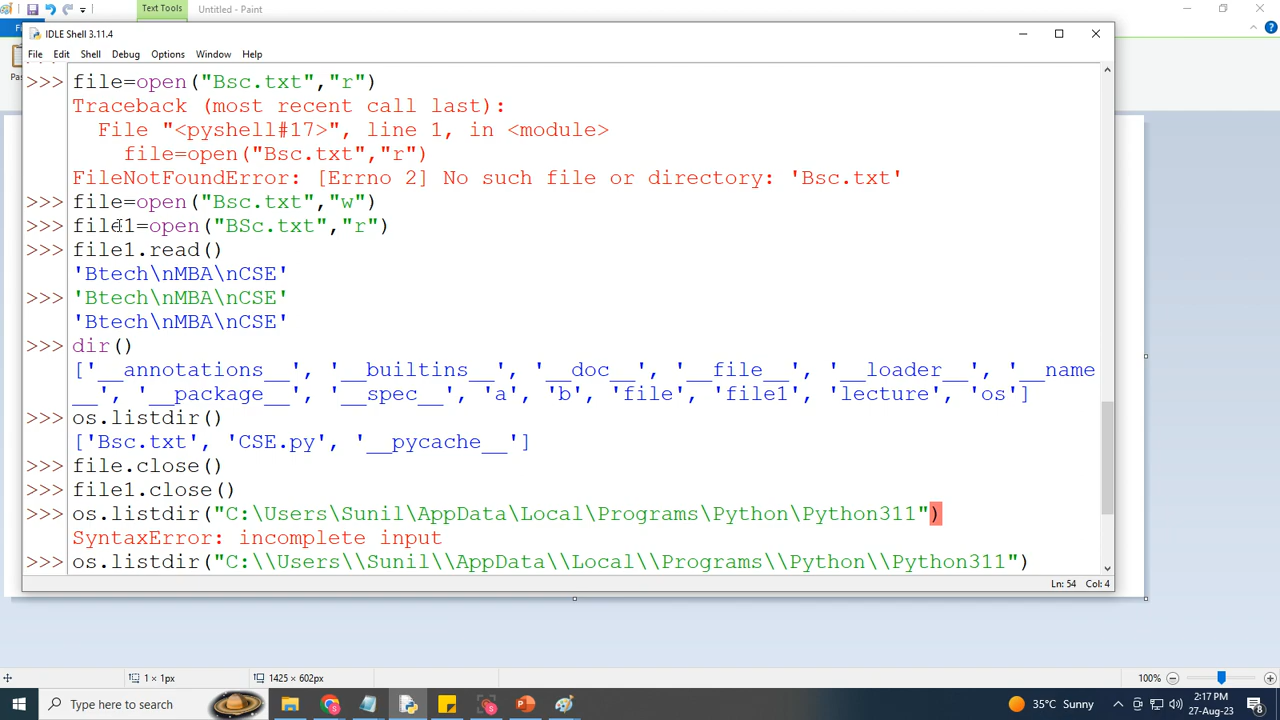 Text Tools
Untitled - Paint
IDLE Shell 3.11.4
File Edit Shell Debug Options Window Help
>>> file=open("Bsc.txt","r")
Traceback (most recent call last):
File "<pyshell#17>", line 1, in <module>
file=open("Bsc.txt","r")
FileNotFoundError: [Errno 2] No such file or directory: 'Bsc.txt'
>>> file=open("Bsc.txt","w")
>>> file1=open("BSc.txt","r")
>>> file1.read()
'Btech\nMBA\nCSE'
>>> 'Btech\nMBA\nCSE'
'Btech\nMBA\nCSE'
>>> dir()
['__annotations__', '__builtins__', '__doc__', '__file__', '__loader__', '__name
__', '__package__', '__spec__', 'a', 'b', 'file', 'file1', 'lecture', 'os']
>>> os.listdir()
['Bsc.txt', 'CSE.py', '__pycache__']
>>> file.close()
>>> file1.close()
>>> os.listdir("C:\Users\Sunil\AppData\Local\Programs\Python\Python311")
SyntaxError: incomplete input
>>> os.listdir("C:\\Users\\Sunil\\AppData\\Local\\Programs\\Python\\Python311")
Ln: 54 Col: 4
1 × 1px
1425 × 602px
100%
Type here to search
35°C Sunny
2:17 PM
27-Aug-23
8